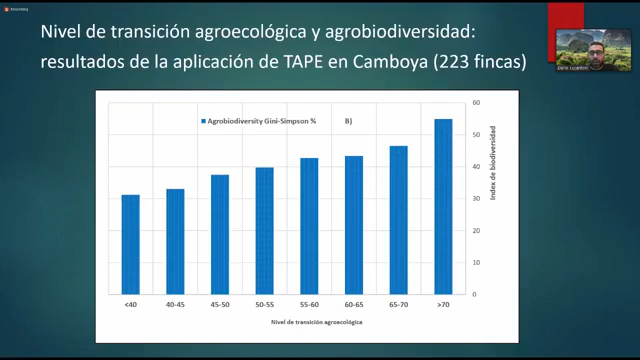 Nivel de transición agroecológica y agrobiodiversidad:
resultados de la aplicación de TAPE en Camboya (223 fincas)
Agrobiodiversity Gini-Simpson % B)
60
50
40
30
20
10
0
Index de biodiversidad
<40 40-45 45-50 50-55 55-60 60-65 65-70 >70
Nivel de transición agroecológica